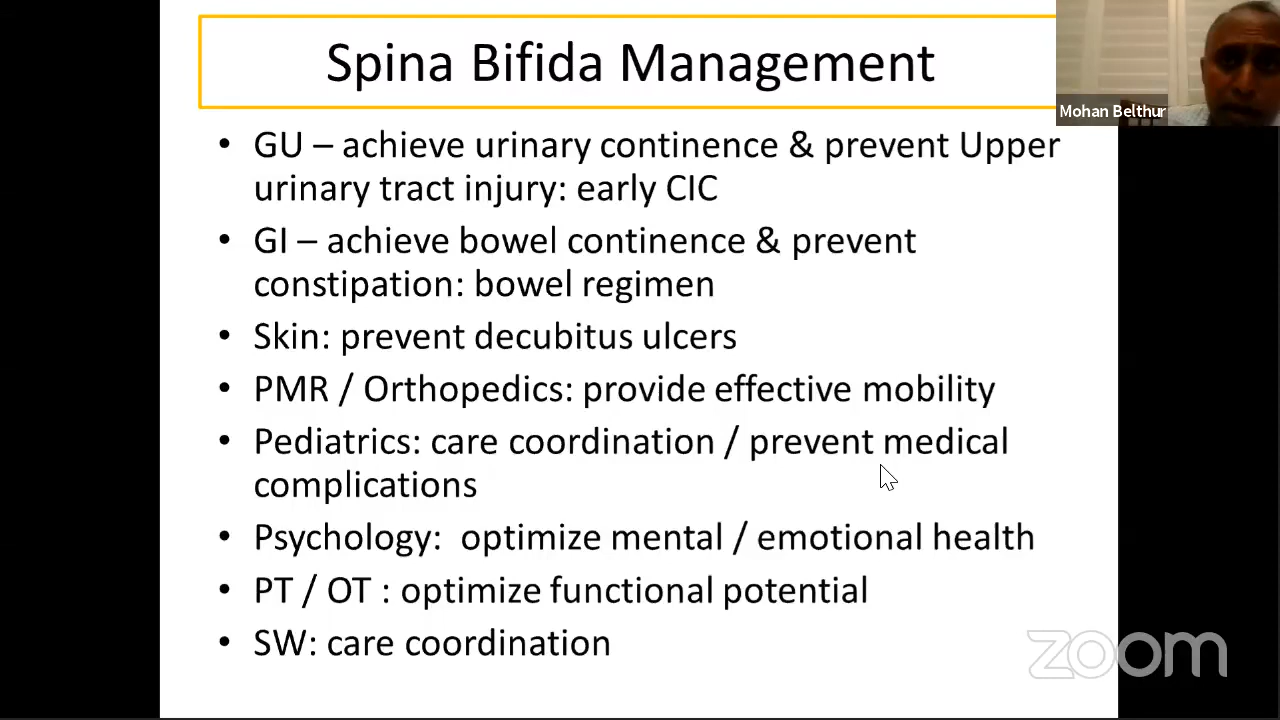 Spina Bifida Management
Mohan Belthur
• GU – achieve urinary continence & prevent Upper
urinary tract injury: early CIC
• GI – achieve bowel continence & prevent
constipation: bowel regimen
• Skin: prevent decubitus ulcers
• PMR / Orthopedics: provide effective mobility
• Pediatrics: care coordination / prevent medical
complications
• Psychology:  optimize mental / emotional health
• PT / OT : optimize functional potential
• SW: care coordination
zoom